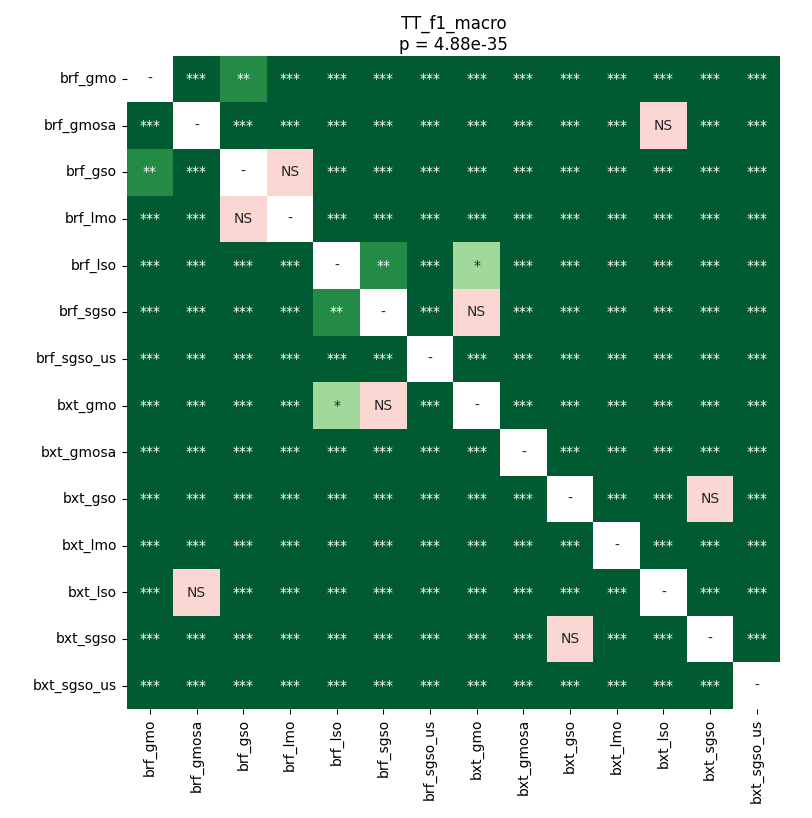 TT_f1_macro
p = 4.88e-35
brf_gmo - *** ** *** *** *** *** *** *** *** *** *** *** ***
brf_gmosa *** - *** *** *** *** *** *** *** *** *** NS *** ***
brf_gso ** *** - NS *** *** *** *** *** *** *** *** *** ***
brf_lmo *** *** NS - *** *** *** *** *** *** *** *** *** ***
brf_lso *** *** *** *** - ** *** * *** *** *** *** *** ***
brf_sgso *** *** *** *** ** - *** NS *** *** *** *** *** ***
brf_sgso_us *** *** *** *** *** *** - *** *** *** *** *** *** ***
bxt_gmo *** *** *** *** * NS *** - *** *** *** *** *** ***
bxt_gmosa *** *** *** *** *** *** *** *** - *** *** *** *** ***
bxt_gso *** *** *** *** *** *** *** *** *** - *** *** NS ***
bxt_lmo *** *** *** *** *** *** *** *** *** *** - *** *** ***
bxt_lso *** NS *** *** *** *** *** *** *** *** *** - *** ***
bxt_sgso *** *** *** *** *** *** *** *** *** NS *** *** - ***
bxt_sgso_us *** *** *** *** *** *** *** *** *** *** *** *** *** -
brf_gmo
brf_gmosa
brf_gso
brf_lmo
brf_lso
brf_sgso
brf_sgso_us
bxt_gmo
bxt_gmosa
bxt_gso
bxt_lmo
bxt_lso
bxt_sgso
bxt_sgso_us